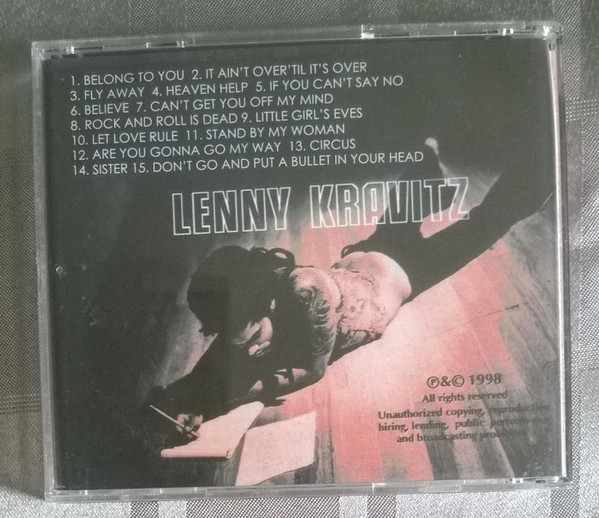 1. BELONG TO YOU 2. IT AIN'T OVER'TIL IT'S OVER
3. FLY AWAY 4. HEAVEN HELP 5. IF YOU CAN'T SAY NO
6. BELIEVE 7. CAN'T GET YOU OFF MY MIND
8. ROCK AND ROLL IS DEAD 9. LITTLE GIRL'S EVES
10. LET LOVE RULE 11. STAND BY MY WOMAN
12. ARE YOU GONNA GO MY WAY 13. CIRCUS
14. SISTER 15. DON'T GO AND PUT A BULLET IN YOUR HEAD
LENNY KRAVITZ
℗&© 1998
All rights reserved
Unauthorized copying, reproduction,
hiring, lending, public
and broadcasting